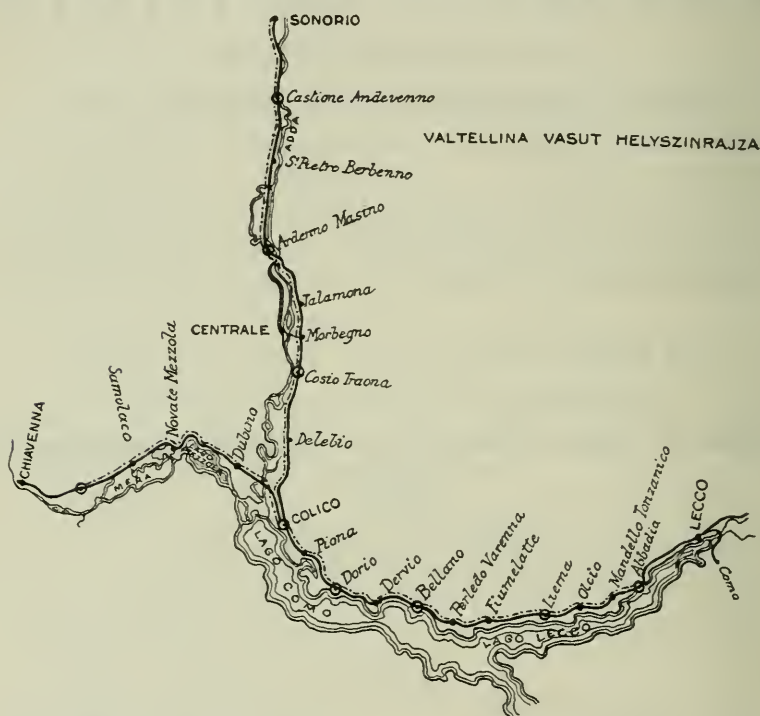 SONORIO
Castione Andevenno
ADDA
VALTELLINA VASUT HELYSZINRAJZA
S. Pietro Berbenno
Ardenno Masino
Talamona
CENTRALE
Morbegno
Cosio Traona
Novate Mezzola
Samolaco
CHIAVENNA
Dubino
Delebio
LAGO MEZZOLA
MERA
COLICO
Piona
LAGO COMO
Dorio
Dervio
Bellano
Perledo Varenna
Fiumelatte
Lierna
Olcio
Mandello Tonzanico
Abbadia
LECCO
Como
LAGO LECCO